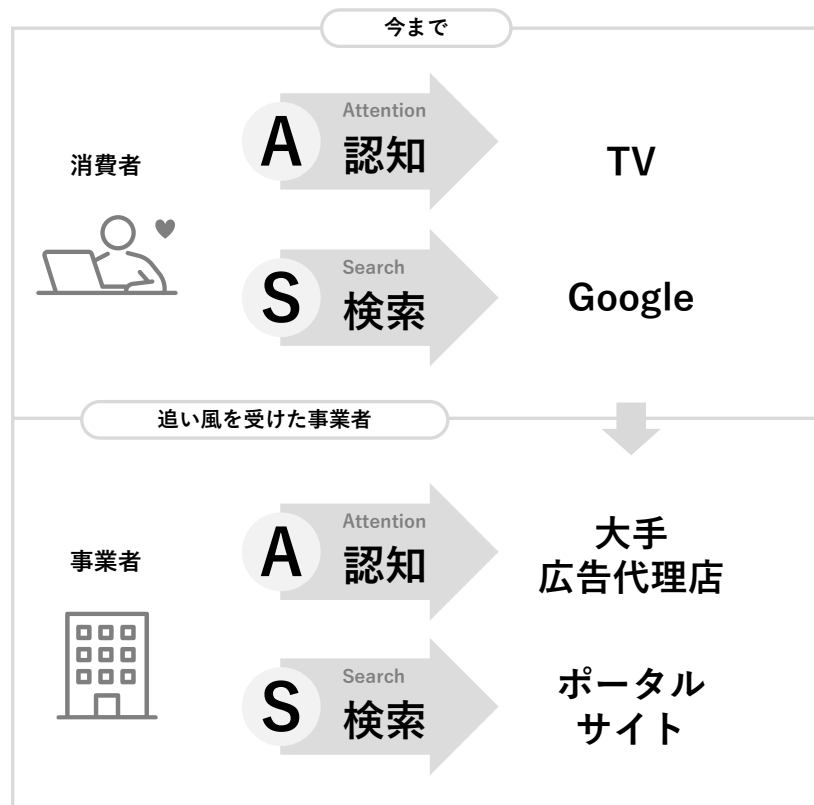 今まで
消費者
A
Attention
認知
TV
S
Search
検索
Google
追い風を受けた事業者
事業者
A
Attention
認知
大手
広告代理店
S
Search
検索
ポータル
サイト